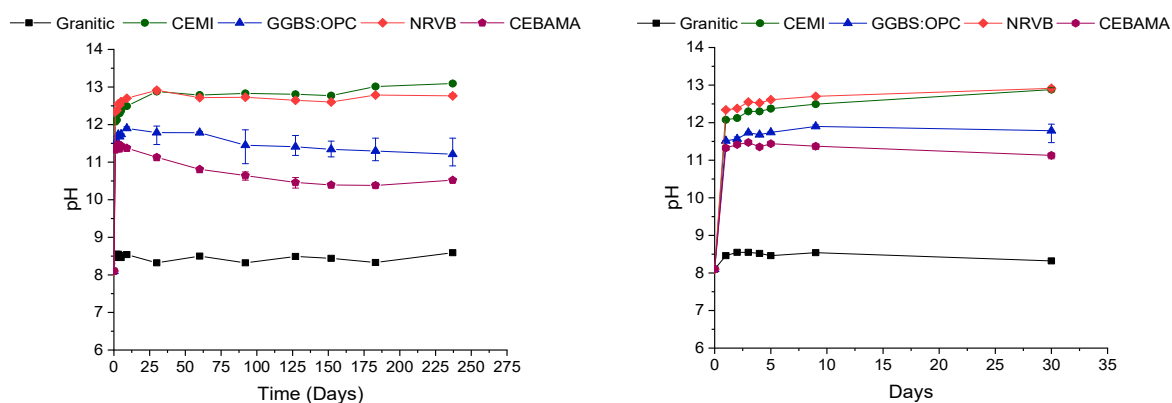 Granitic CEMI GGBS:OPC NRVB CEBAMA
14
13
12
11
10
9
8
7
6
pH
0 25 50 75 100 125 150 175 200 225 250 275
Time (Days)
Granitic CEMI GGBS:OPC NRVB CEBAMA
14
13
12
11
10
9
8
7
6
pH
0 5 10 15 20 25 30 35
Days